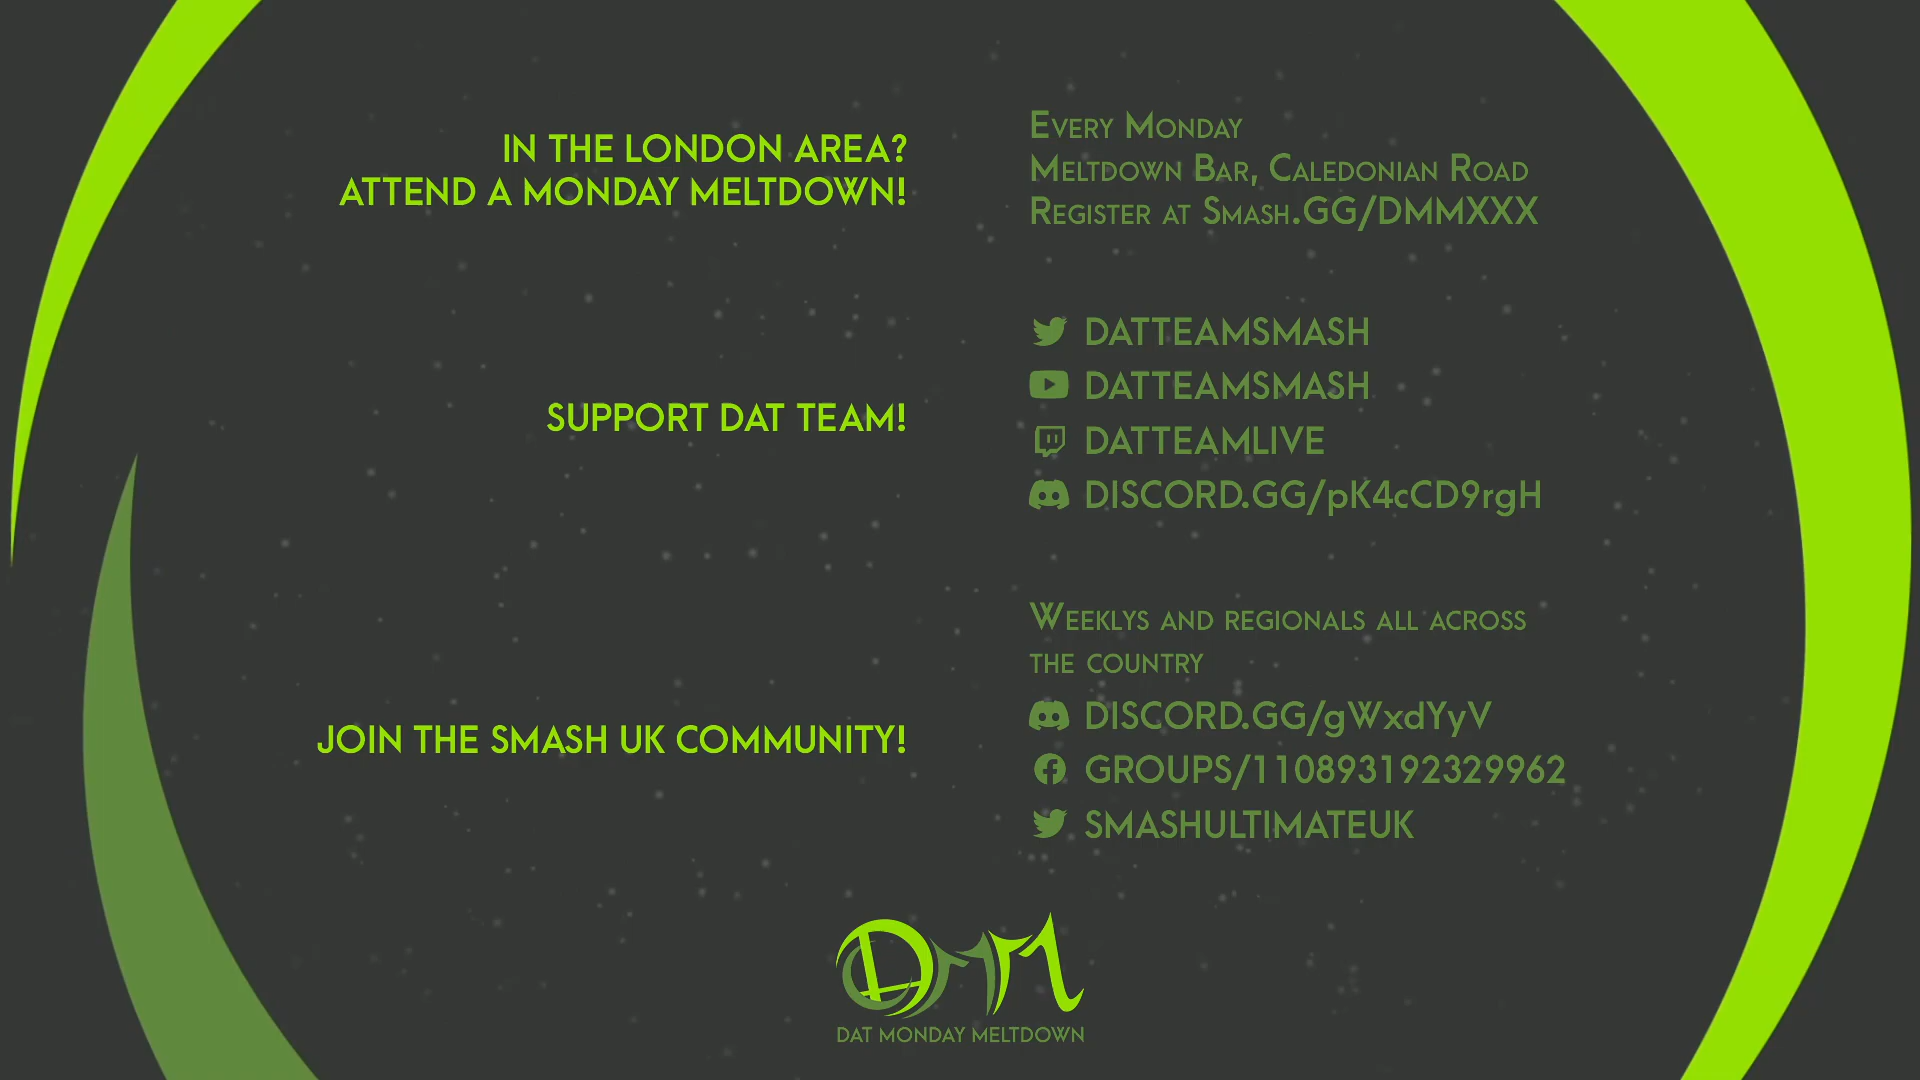 IN THE LONDON AREA?
ATTEND A MONDAY MELTDOWN!
EVERY MONDAY
MELTDOWN BAR, CALEDONIAN ROAD
REGISTER AT SMASH.GG/DMMXXX
SUPPORT DAT TEAM!
DATTEAMSMASH
DATTEAMSMASH
DATTEAMLIVE
DISCORD.GG/pK4cCD9rgH
JOIN THE SMASH UK COMMUNITY!
WEEKLYS AND REGIONALS ALL ACROSS
THE COUNTRY
DISCORD.GG/gWxdYyV
GROUPS/110893192329962
SMASHULTIMATEUK
DMM
DAT MONDAY MELTDOWN